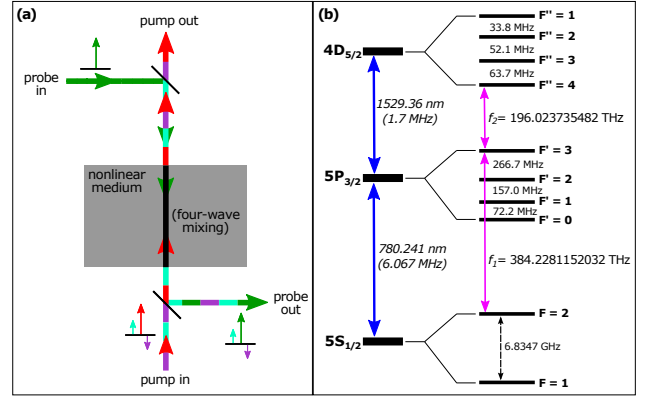 (a)
pump out
probe
in
nonlinear
medium
(four-wave
mixing)
probe
out
pump in
(b)
4D5/2
F'' = 1
33.8 MHz
F'' = 2
52.1 MHz
F'' = 3
63.7 MHz
F'' = 4
1529.36 nm
(1.7 MHz)
f2= 196.023735482 THz
5P3/2
F' = 3
266.7 MHz
F' = 2
157.0 MHz
F' = 1
72.2 MHz
F' = 0
780.241 nm
(6.067 MHz)
f1= 384.2281152032 THz
5S1/2
F = 2
6.8347 GHz
F = 1